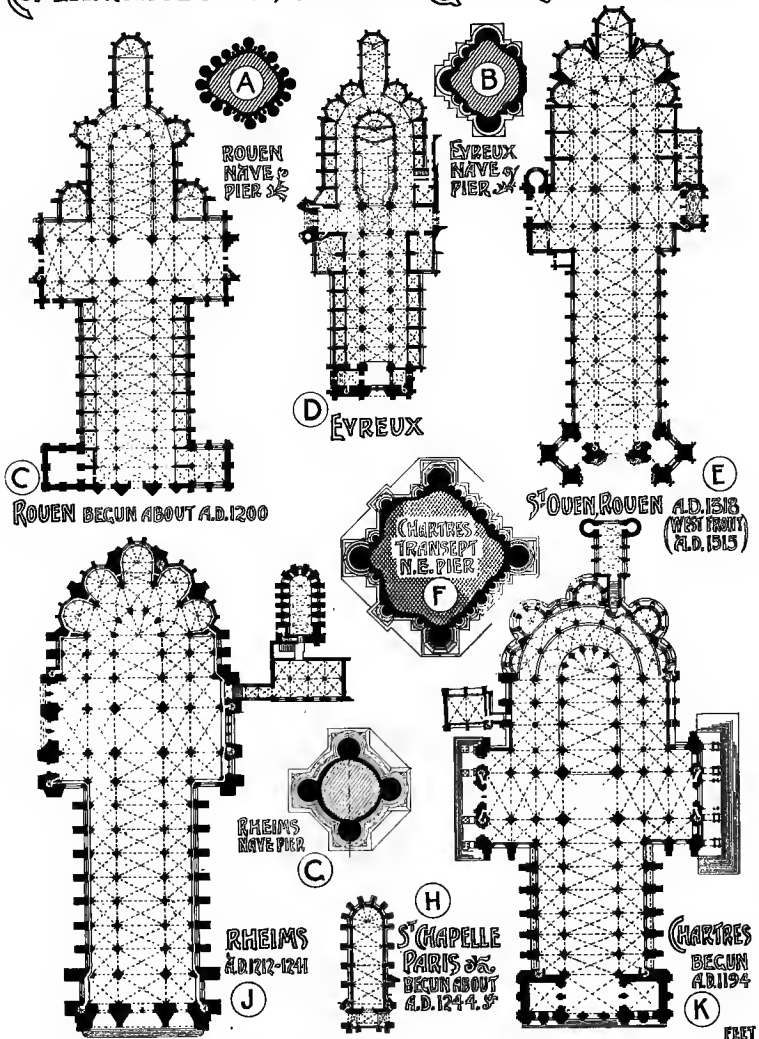 A
ROUEN
NAVE
PIER
B
EVREUX
NAVE
PIER
D
EVREUX
C
ROUEN BEGUN ABOUT A.D.1200
E
ST OUEN, ROUEN A.D.1318
(WEST FRONT
A.D.1515)
CHARTRES
TRANSEPT
N.E. PIER
F
RHEIMS
NAVE PIER
C
H
ST CHAPELLE
PARIS
BEGUN ABOUT
A.D.1244.
RHEIMS
A.D.1212-1241
J
CHARTRES
BEGUN
A.D.1194
K
FEET